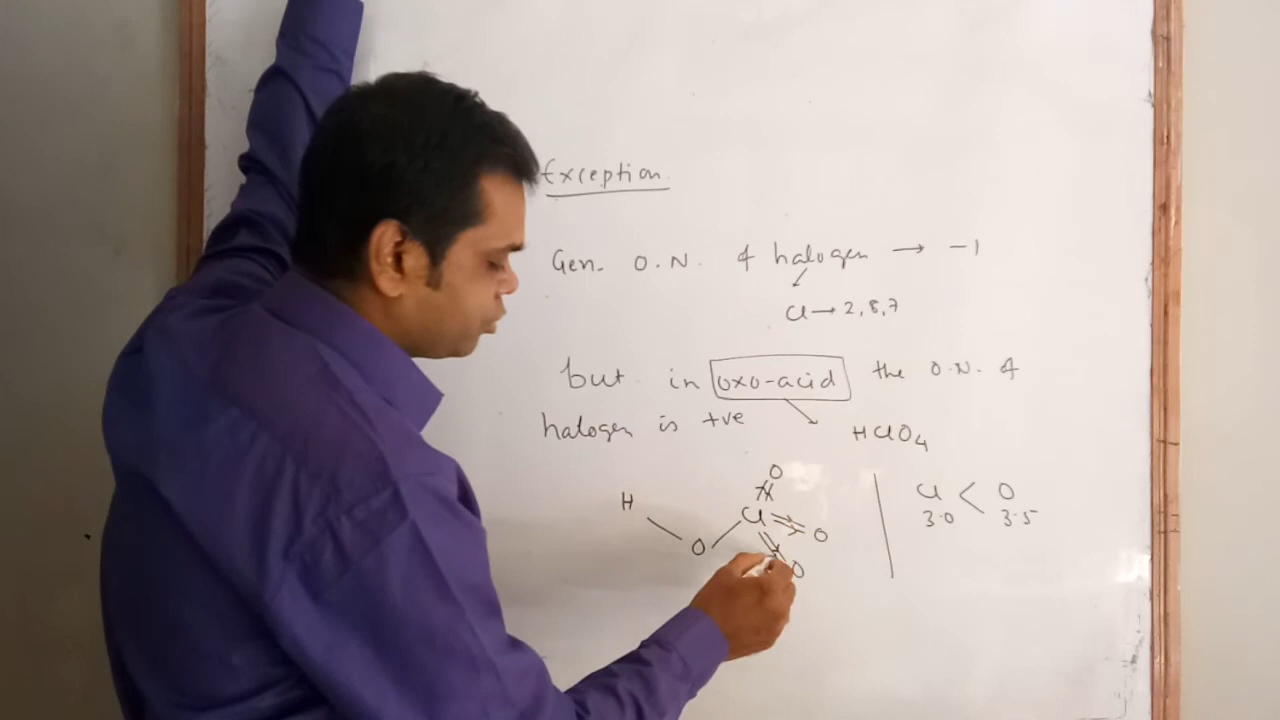 Exception.
Gen. O.N. of halogen → -1
Cl → 2,8,7
but in oxo-acid the O.N. of
halogen is +ve
HClO4
O
H Cl O
O O
Cl < O
3.0 3.5